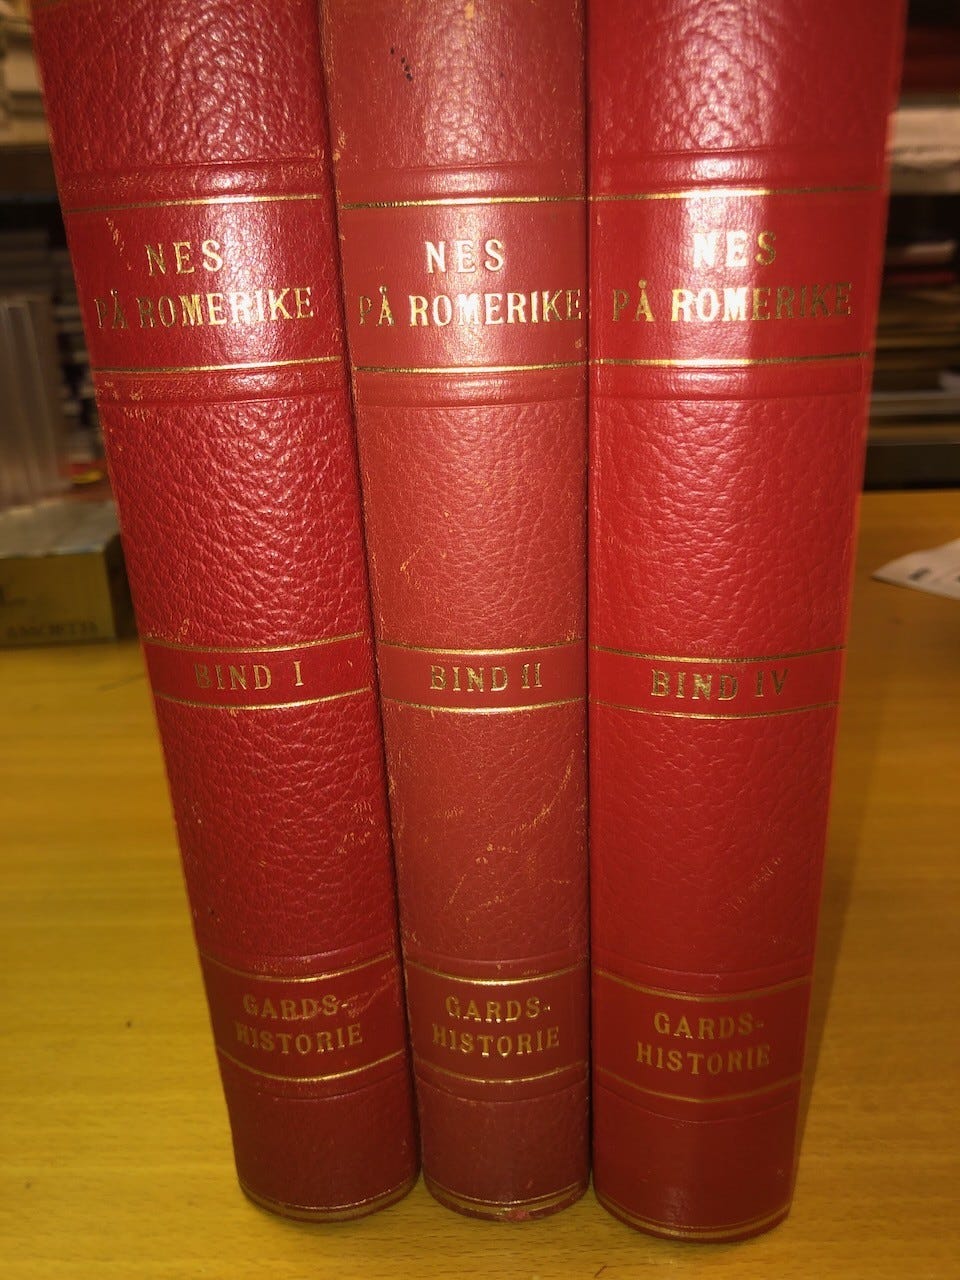 NES
PÅ ROMERIKE
BIND I
GARDS-
HISTORIE
NES
PÅ ROMERIKE
BIND II
GARDS-
HISTORIE
NES
PÅ ROMERIKE
BIND IV
GARDS-
HISTORIE